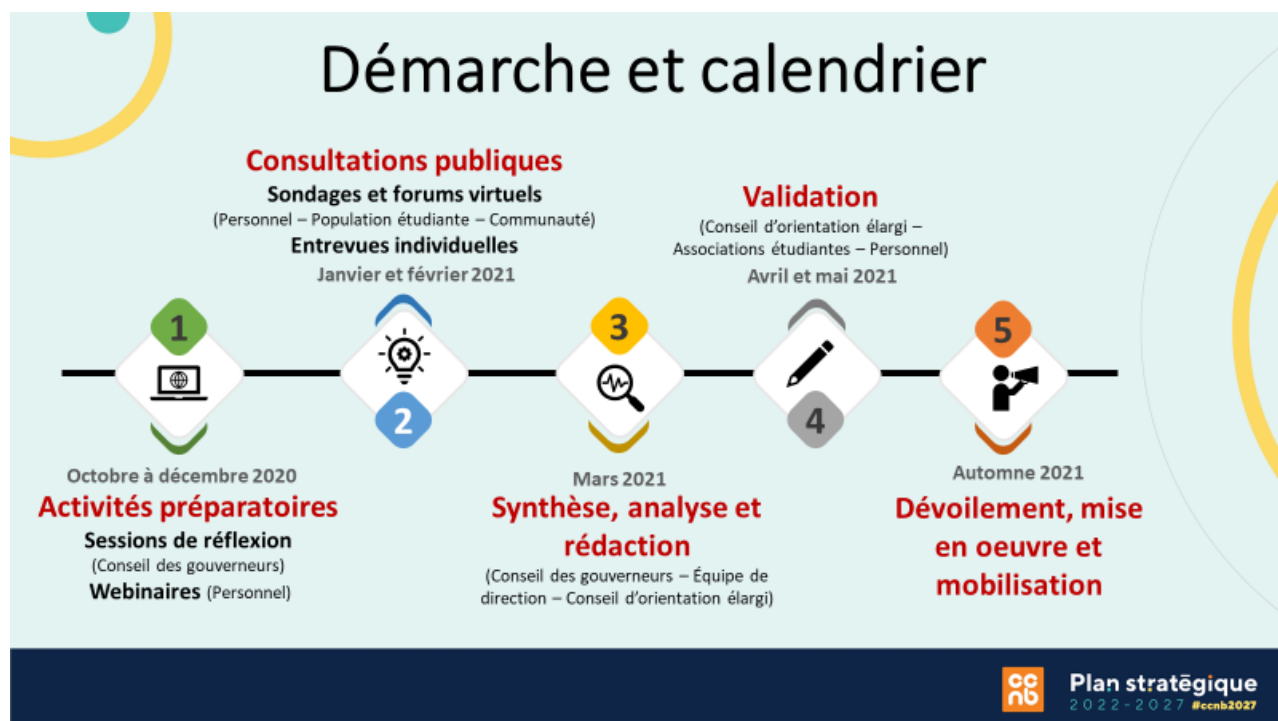 Démarche et calendrier
Consultations publiques
Sondages et forums virtuels
(Personnel – Population étudiante – Communauté)
Entrevues individuelles
Janvier et février 2021
Validation
(Conseil d'orientation élargi –
Associations étudiantes – Personnel)
Avril et mai 2021
1
2
3
4
5
Octobre à décembre 2020
Activités préparatoires
Sessions de réflexion
(Conseil des gouverneurs)
Webinaires (Personnel)
Mars 2021
Synthèse, analyse et
rédaction
(Conseil des gouverneurs – Équipe de
direction – Conseil d'orientation élargi)
Automne 2021
Dévoilement, mise
en oeuvre et
mobilisation
cc
nb
Plan stratēgique
2022-2027 #ccnb2027